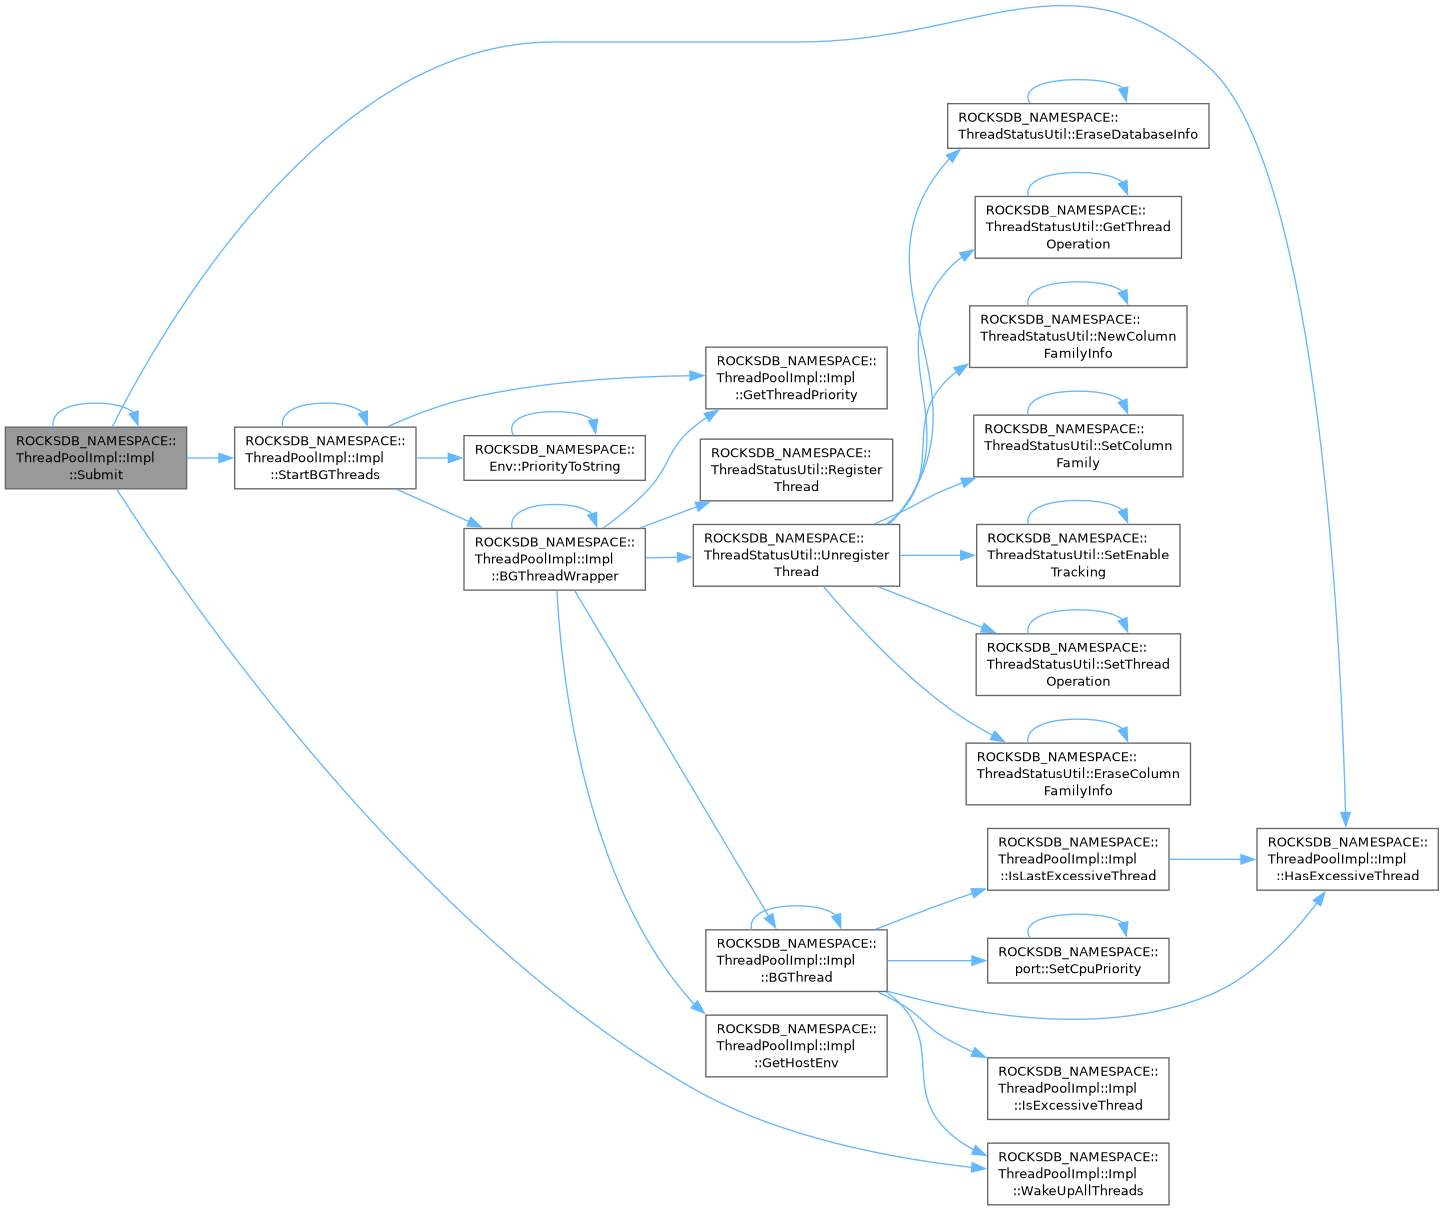 ROCKSDB_NAMESPACE::
ThreadStatusUtil::EraseDatabaseInfo
ROCKSDB_NAMESPACE::
ThreadStatusUtil::GetThread
Operation
ROCKSDB_NAMESPACE::
ThreadStatusUtil::NewColumn
FamilyInfo
ROCKSDB_NAMESPACE::
ThreadPoolImpl::Impl
::GetThreadPriority
ROCKSDB_NAMESPACE::
ThreadStatusUtil::SetColumn
Family
ROCKSDB_NAMESPACE::
ThreadPoolImpl::Impl
::Submit
ROCKSDB_NAMESPACE::
ThreadPoolImpl::Impl
::StartBGThreads
ROCKSDB_NAMESPACE::
Env::PriorityToString
ROCKSDB_NAMESPACE::
ThreadStatusUtil::Register
Thread
ROCKSDB_NAMESPACE::
ThreadPoolImpl::Impl
::BGThreadWrapper
ROCKSDB_NAMESPACE::
ThreadStatusUtil::Unregister
Thread
ROCKSDB_NAMESPACE::
ThreadStatusUtil::SetEnable
Tracking
ROCKSDB_NAMESPACE::
ThreadStatusUtil::SetThread
Operation
ROCKSDB_NAMESPACE::
ThreadStatusUtil::EraseColumn
FamilyInfo
ROCKSDB_NAMESPACE::
ThreadPoolImpl::Impl
::IsLastExcessiveThread
ROCKSDB_NAMESPACE::
ThreadPoolImpl::Impl
::HasExcessiveThread
ROCKSDB_NAMESPACE::
ThreadPoolImpl::Impl
::BGThread
ROCKSDB_NAMESPACE::
port::SetCpuPriority
ROCKSDB_NAMESPACE::
ThreadPoolImpl::Impl
::GetHostEnv
ROCKSDB_NAMESPACE::
ThreadPoolImpl::Impl
::IsExcessiveThread
ROCKSDB_NAMESPACE::
ThreadPoolImpl::Impl
::WakeUpAllThreads